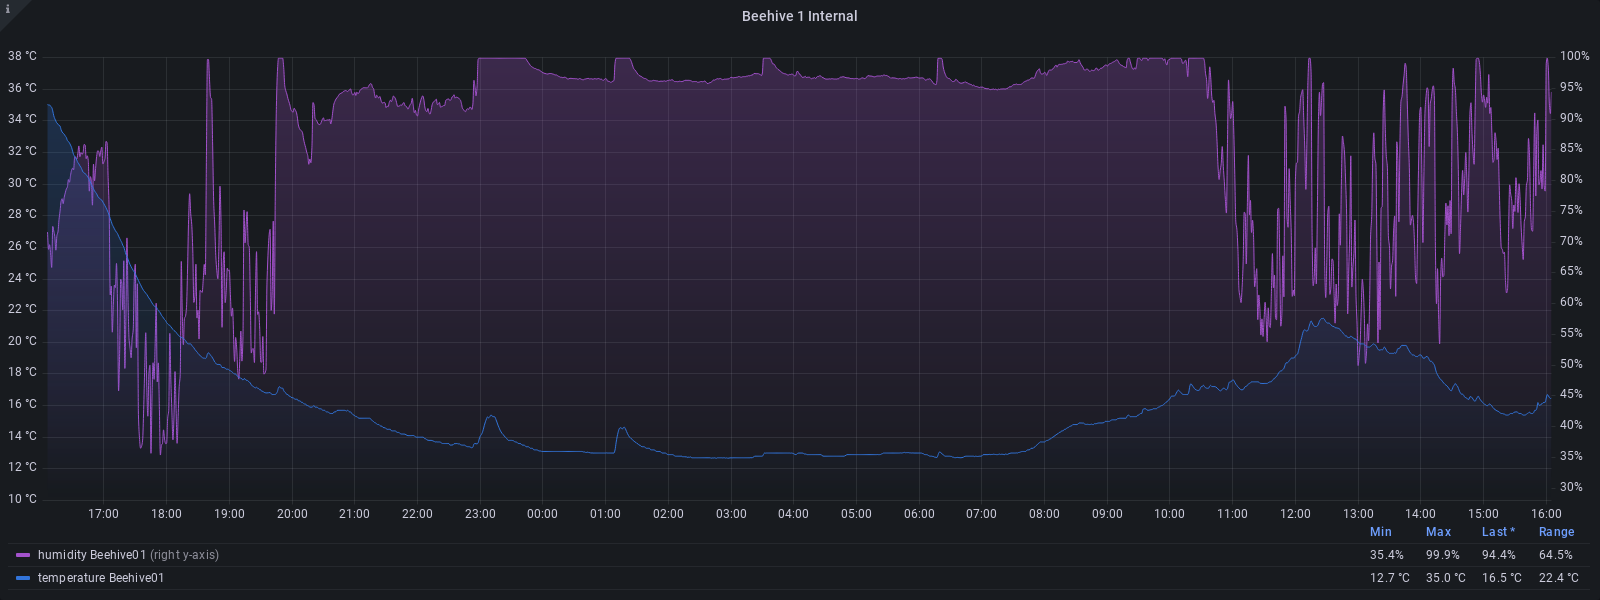 i
Beehive 1 Internal
38 °C
36 °C
34 °C
32 °C
30 °C
28 °C
26 °C
24 °C
22 °C
20 °C
18 °C
16 °C
14 °C
12 °C
10 °C
100%
95%
90%
85%
80%
75%
70%
65%
60%
55%
50%
45%
40%
35%
30%
17:00 18:00 19:00 20:00 21:00 22:00 23:00 00:00 01:00 02:00 03:00 04:00 05:00 06:00 07:00 08:00 09:00 10:00 11:00 12:00 13:00 14:00 15:00 16:00
Min Max Last * Range
humidity Beehive01 (right y-axis) 35.4% 99.9% 94.4% 64.5%
temperature Beehive01 12.7 °C 35.0 °C 16.5 °C 22.4 °C